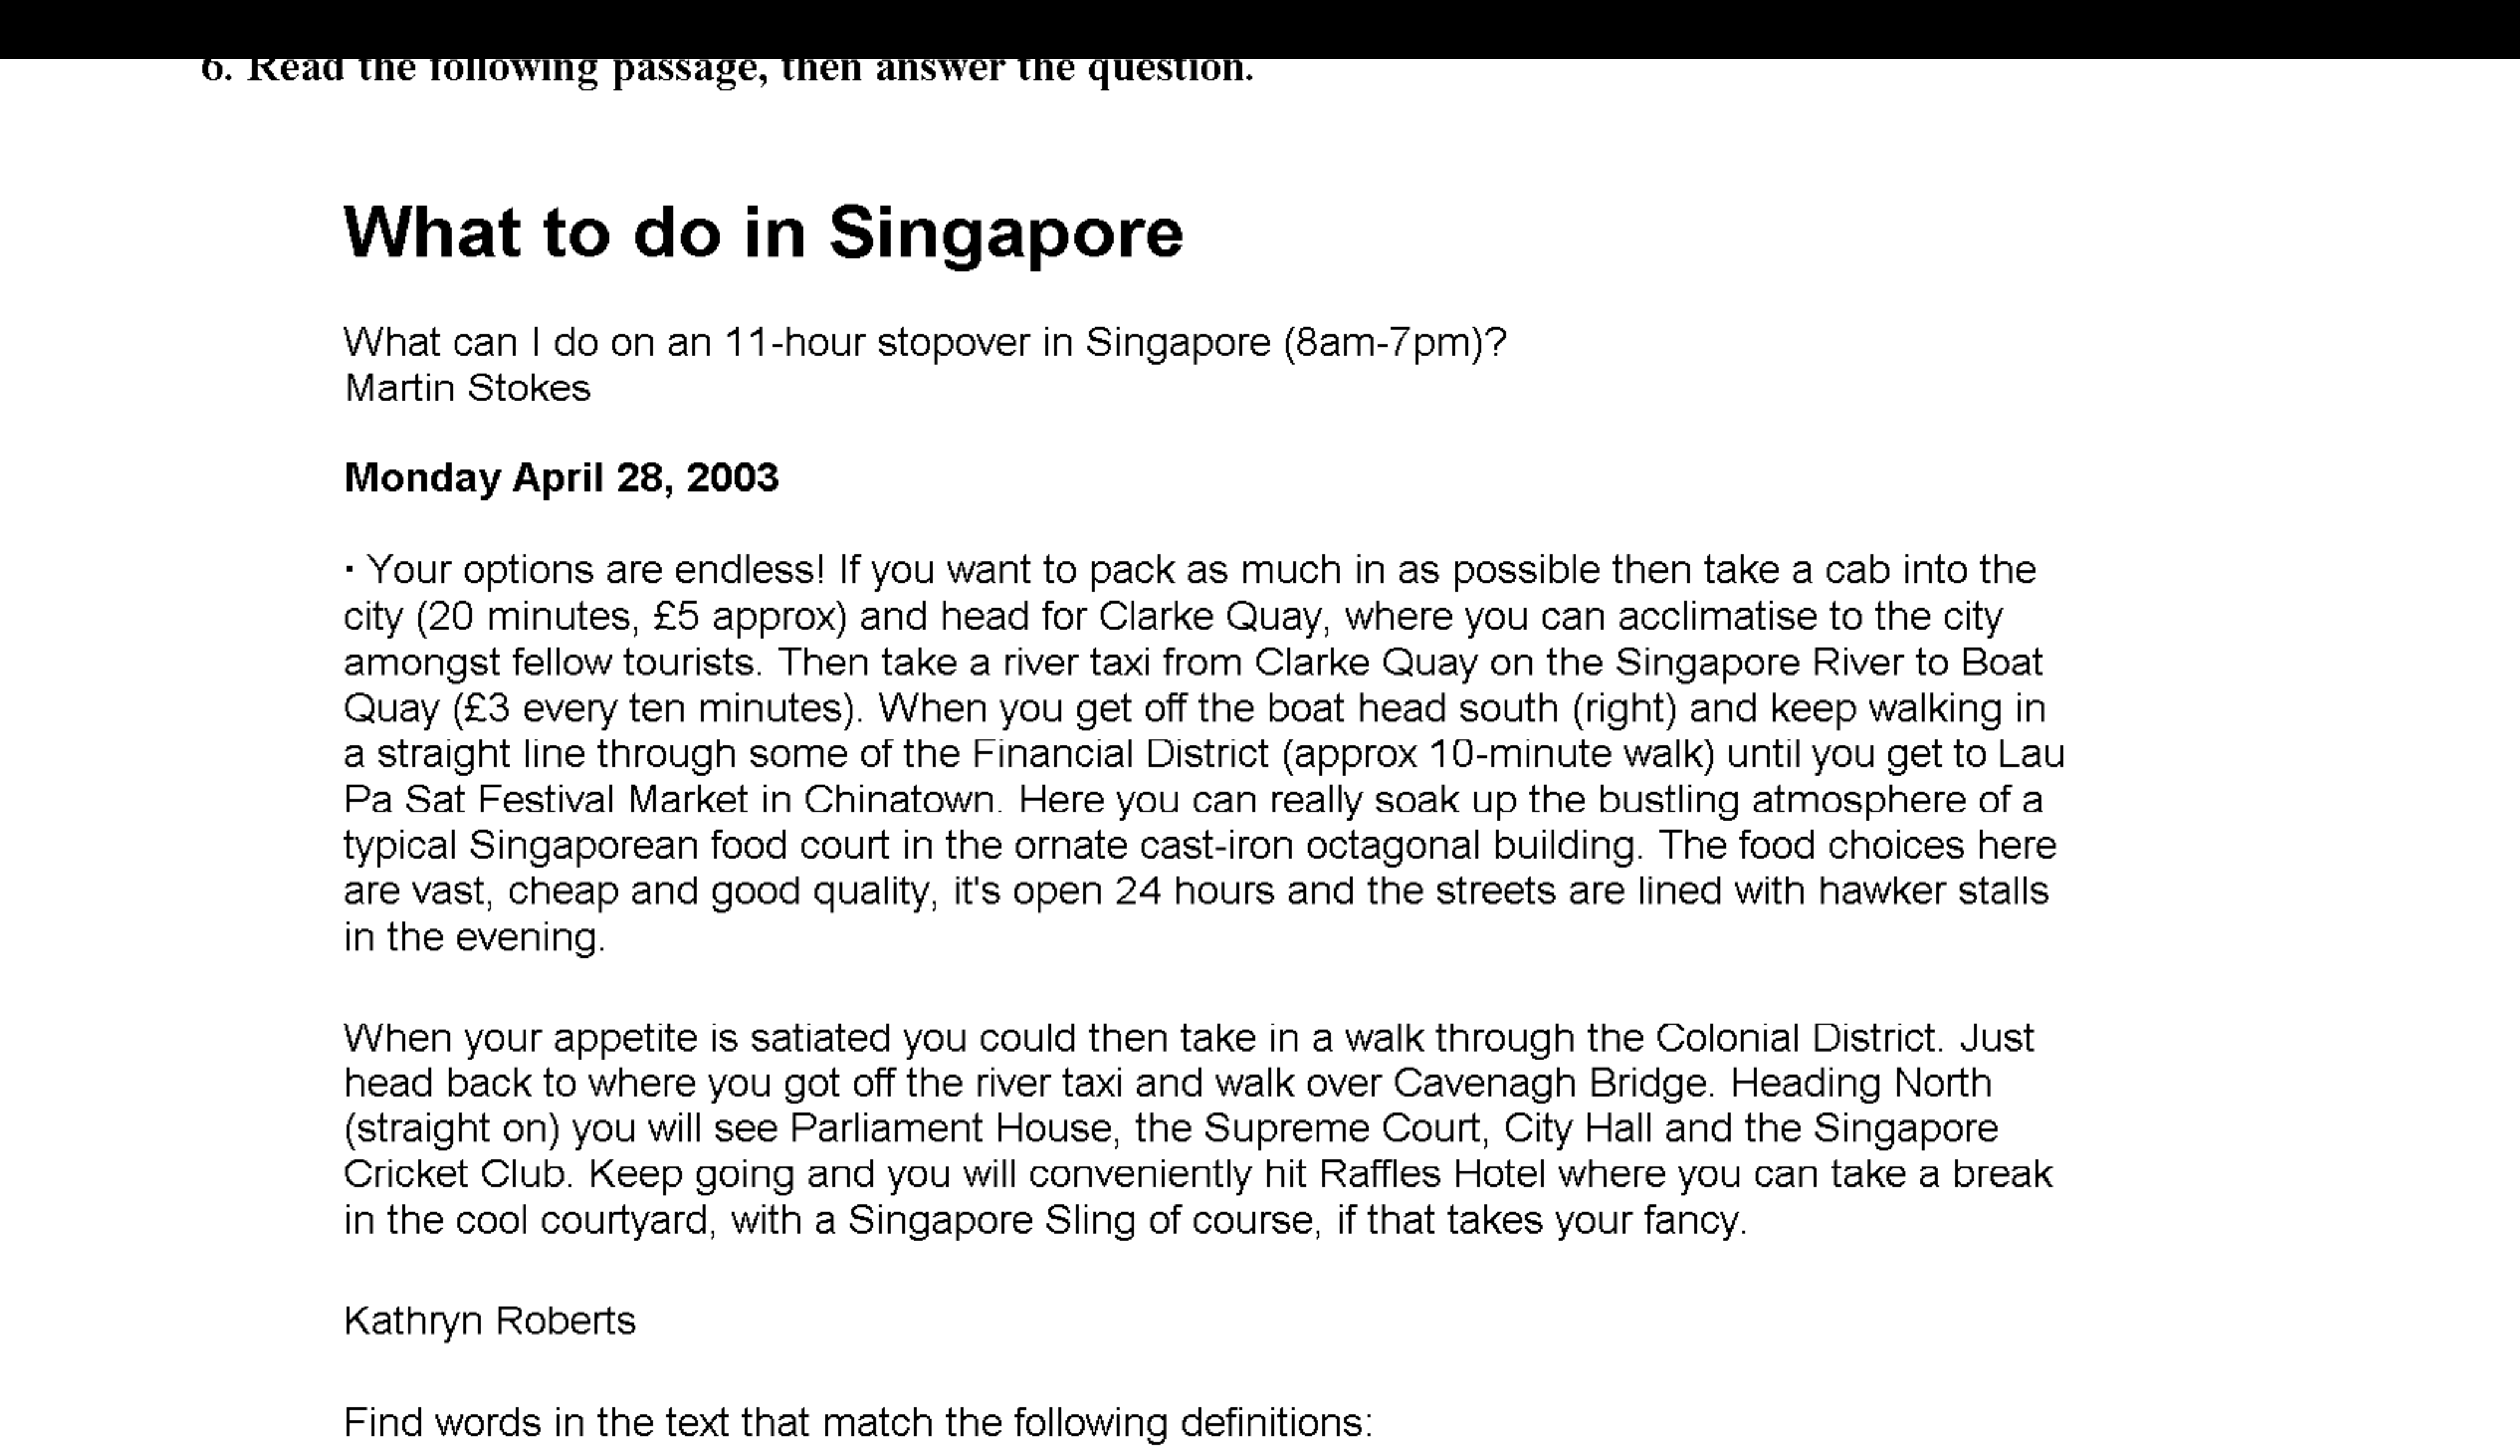 6. Read the following passage, then answer the question.
What to do in Singapore
What can I do on an 11-hour stopover in Singapore (8am-7pm)?
Martin Stokes
Monday April 28, 2003
· Your options are endless! If you want to pack as much in as possible then take a cab into the
city (20 minutes, £5 approx) and head for Clarke Quay, where you can acclimatise to the city
amongst fellow tourists. Then take a river taxi from Clarke Quay on the Singapore River to Boat
Quay (£3 every ten minutes). When you get off the boat head south (right) and keep walking in
a straight line through some of the Financial District (approx 10-minute walk) until you get to Lau
Pa Sat Festival Market in Chinatown. Here you can really soak up the bustling atmosphere of a
typical Singaporean food court in the ornate cast-iron octagonal building. The food choices here
are vast, cheap and good quality, it's open 24 hours and the streets are lined with hawker stalls
in the evening.
When your appetite is satiated you could then take in a walk through the Colonial District. Just
head back to where you got off the river taxi and walk over Cavenagh Bridge. Heading North
(straight on) you will see Parliament House, the Supreme Court, City Hall and the Singapore
Cricket Club. Keep going and you will conveniently hit Raffles Hotel where you can take a break
in the cool courtyard, with a Singapore Sling of course, if that takes your fancy.
Kathryn Roberts
Find words in the text that match the following definitions: